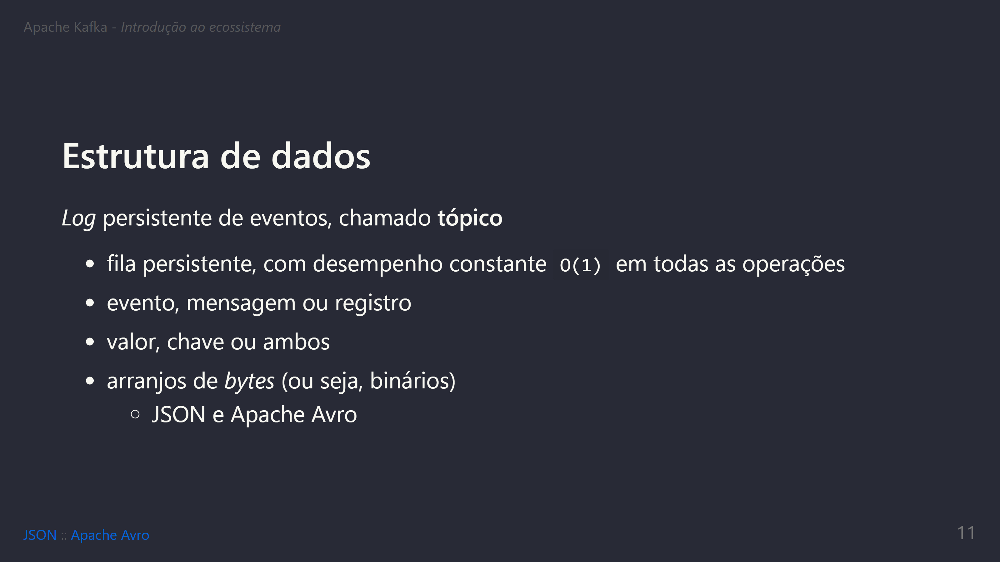 Apache Kafka - Introdução ao ecossistema
Estrutura de dados
Log persistente de eventos, chamado tópico
• fila persistente, com desempenho constante O(1) em todas as operações
• evento, mensagem ou registro
• valor, chave ou ambos
• arranjos de bytes (ou seja, binários)
○ JSON e Apache Avro
JSON :: Apache Avro
11